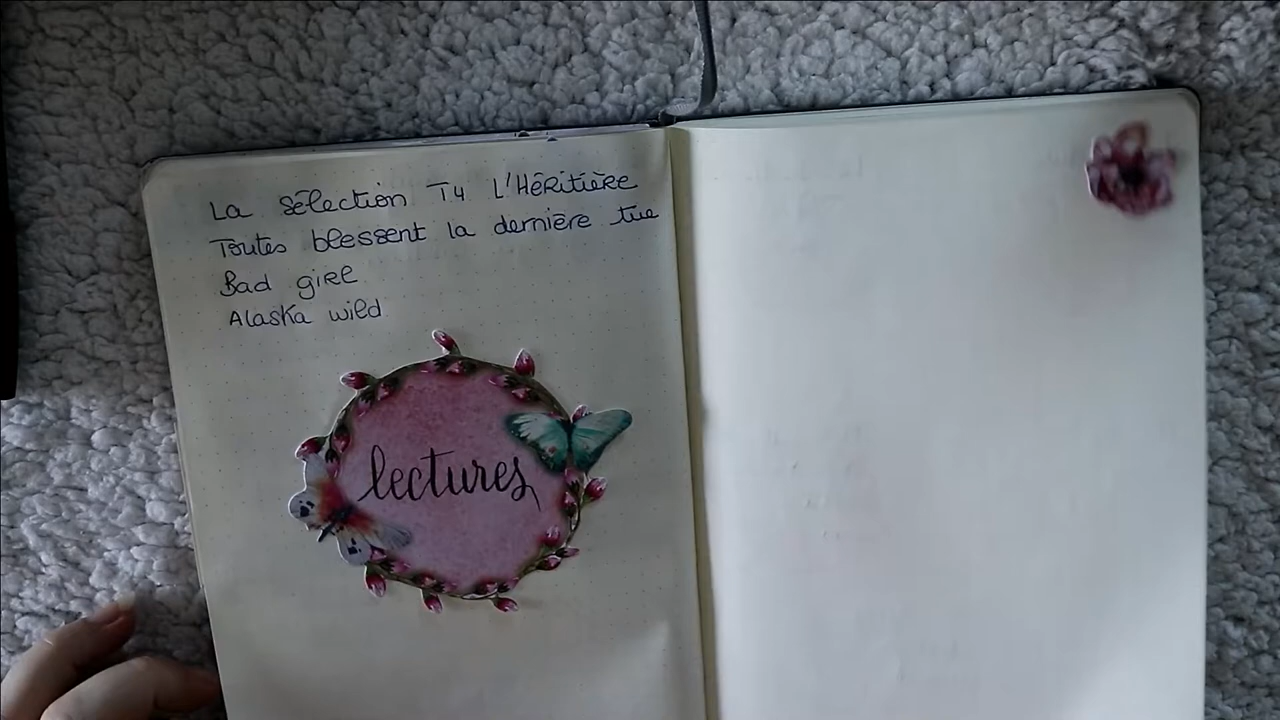 La Sélection T4 L'Héritière
Toutes blessent la dernière tue
Bad girl
Alaska wild
lectures